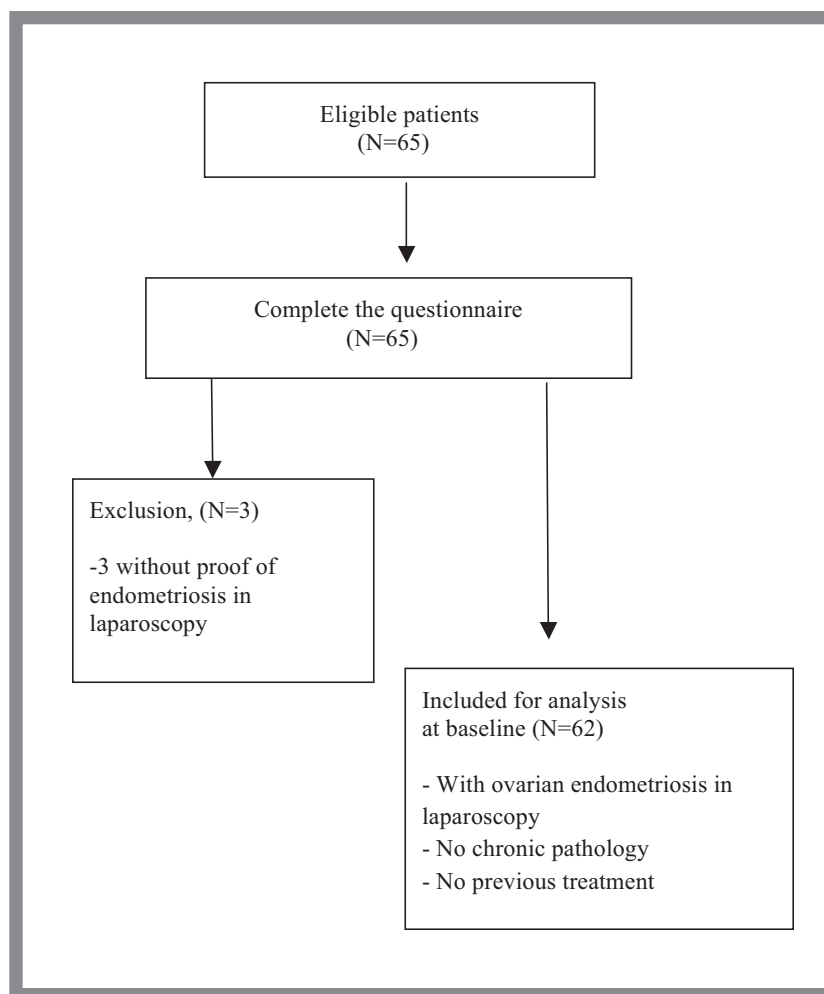 Eligible patients
(N=65)
Complete the questionnaire
(N=65)
Exclusion, (N=3)
-3 without proof of
endometriosis in
laparoscopy
Included for analysis
at baseline (N=62)
- With ovarian endometriosis in
laparoscopy
- No chronic pathology
- No previous treatment